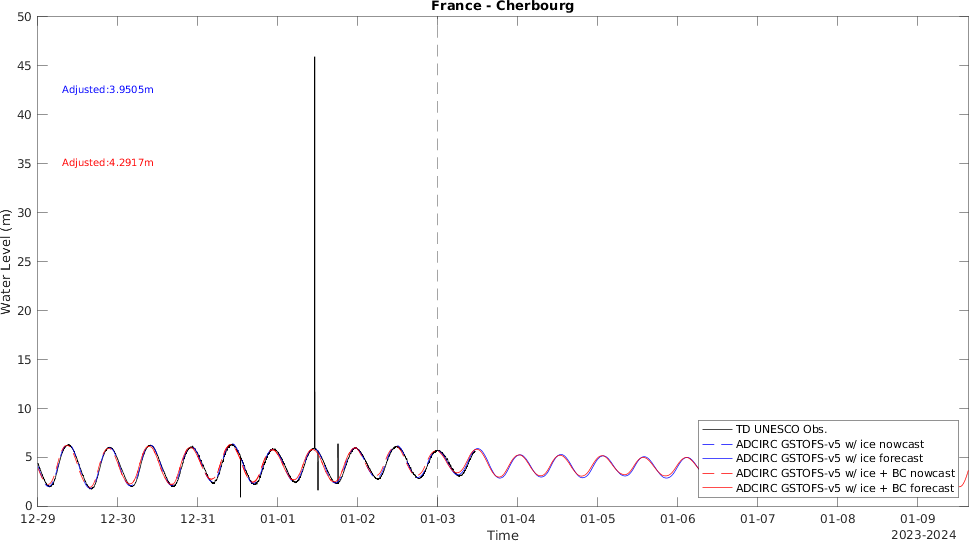 France - Cherbourg
50
45
40
35
30
25
20
15
10
5
0
Water Level (m)
Adjusted:3.9505m
Adjusted:4.2917m
TD UNESCO Obs.
ADCIRC GSTOFS-v5 w/ ice nowcast
ADCIRC GSTOFS-v5 w/ ice forecast
ADCIRC GSTOFS-v5 w/ ice + BC nowcast
ADCIRC GSTOFS-v5 w/ ice + BC forecast
12-29 12-30 12-31 01-01 01-02 01-03 01-04 01-05 01-06 01-07 01-08 01-09
Time
2023-2024